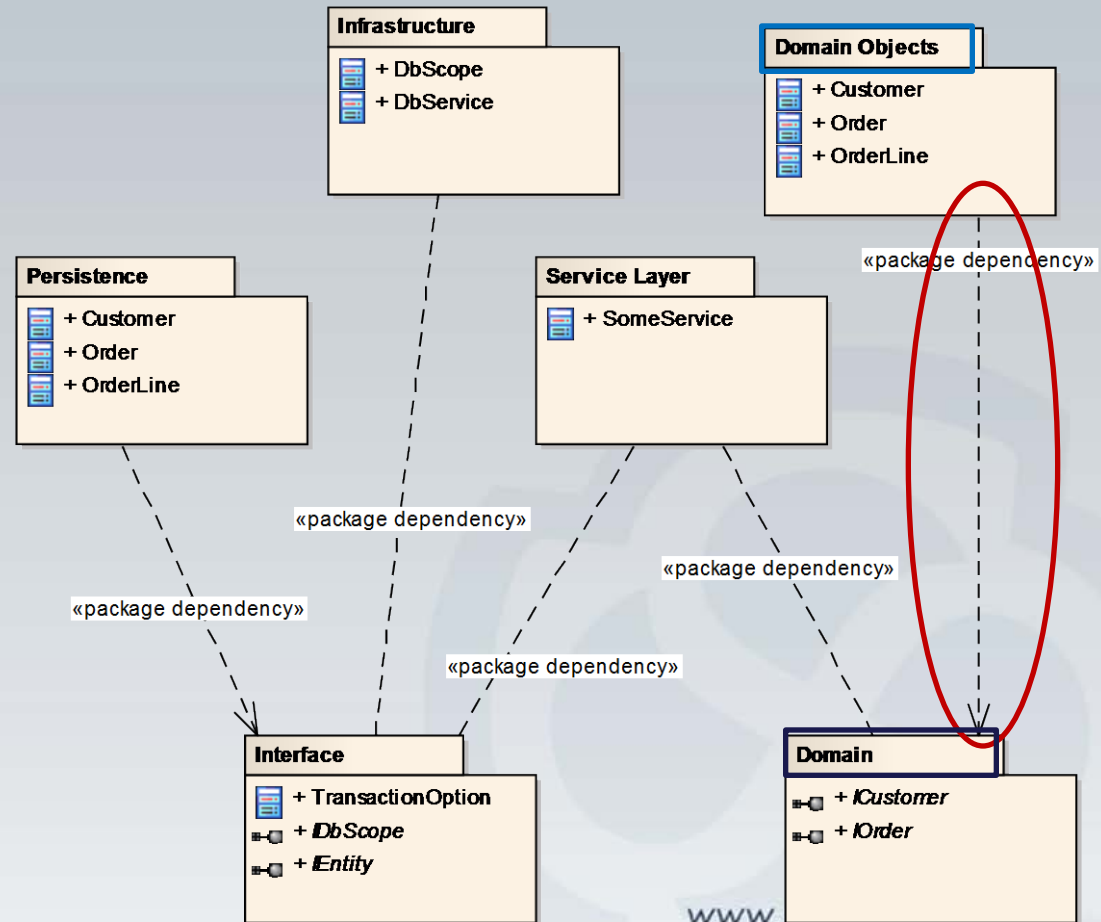 Infrastructure
+ DbScope
+ DbService
Domain Objects
+ Customer
+ Order
+ OrderLine
«package dependency»
Persistence
+ Customer
+ Order
+ OrderLine
Service Layer
+ SomeService
«package dependency»
«package dependency»
«package dependency»
«package dependency»
Interface
+ TransactionOption
+ IDbScope
+ IEntity
Domain
+ ICustomer
+ IOrder
www